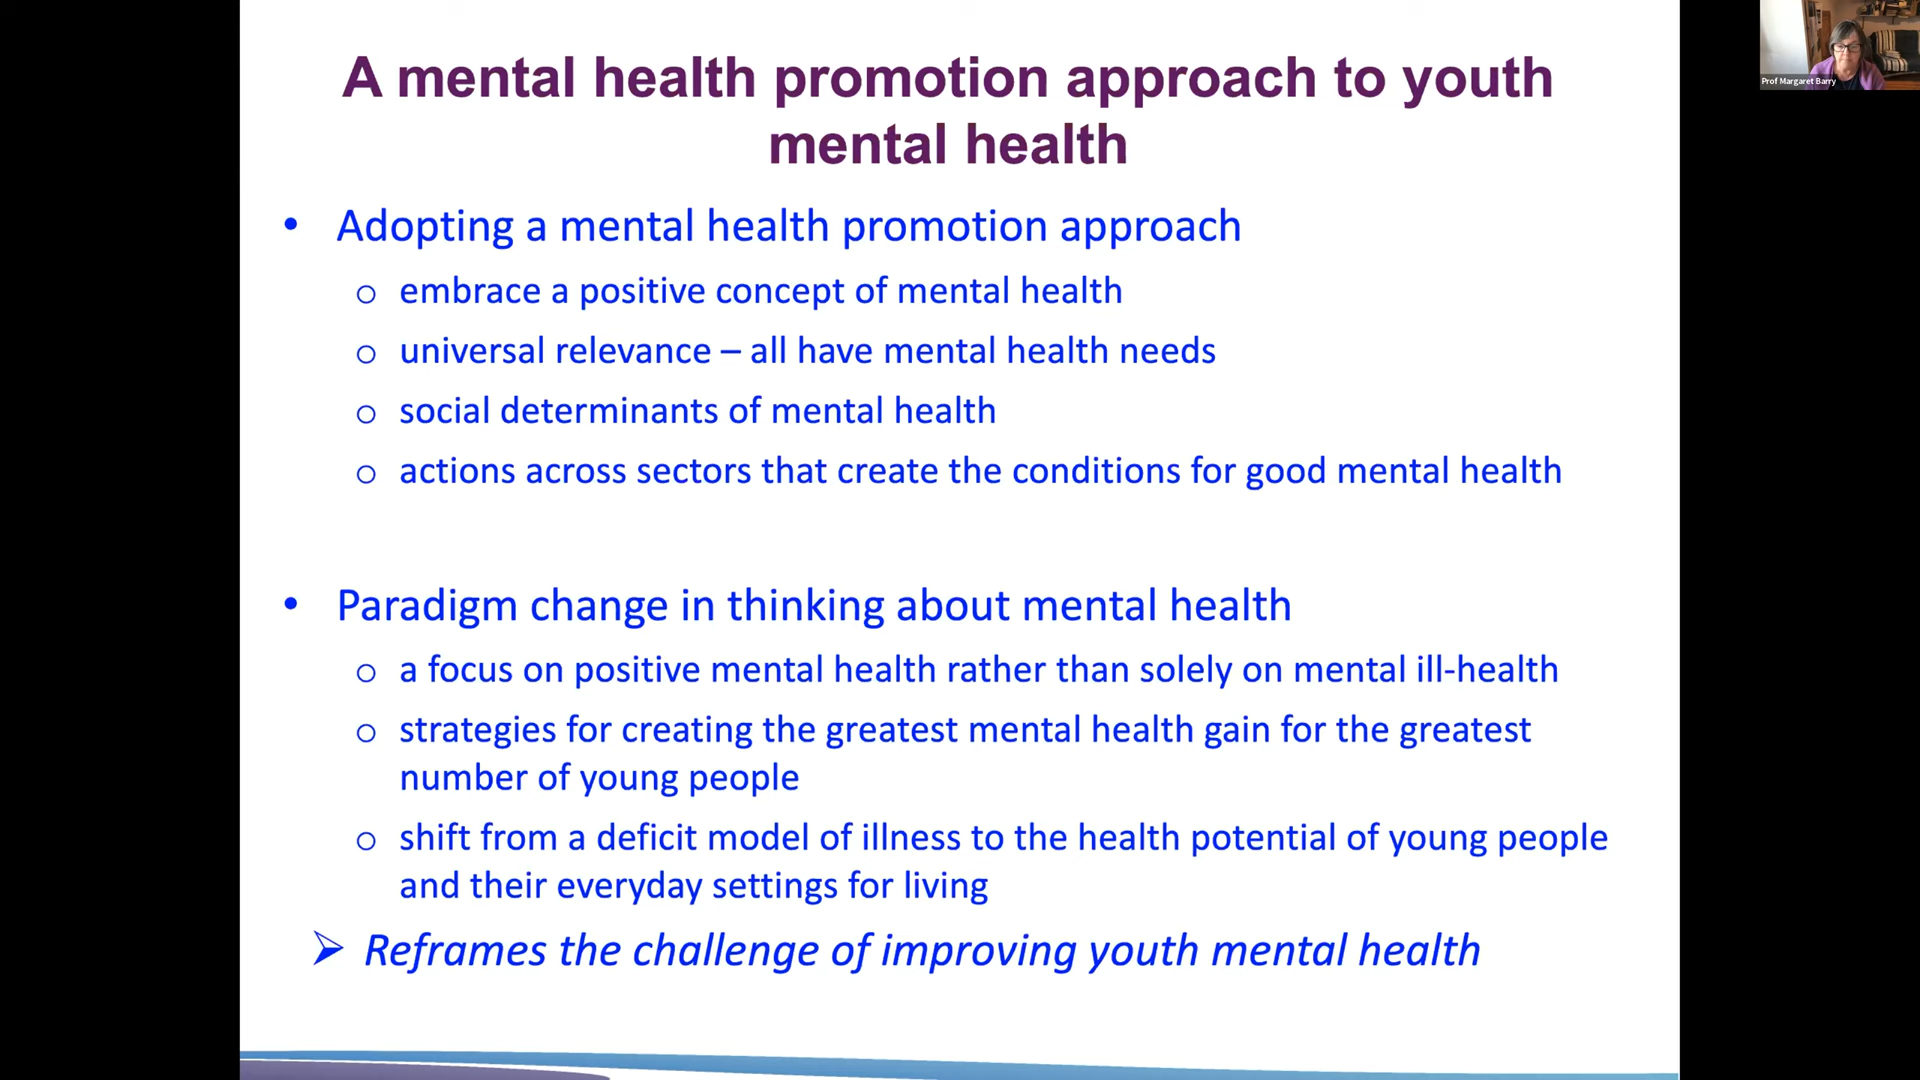 A mental health promotion approach to youth
mental health
Prof Margaret Barry
• Adopting a mental health promotion approach
o embrace a positive concept of mental health
o universal relevance – all have mental health needs
o social determinants of mental health
o actions across sectors that create the conditions for good mental health
• Paradigm change in thinking about mental health
o a focus on positive mental health rather than solely on mental ill-health
o strategies for creating the greatest mental health gain for the greatest
number of young people
o shift from a deficit model of illness to the health potential of young people
and their everyday settings for living
➢ Reframes the challenge of improving youth mental health